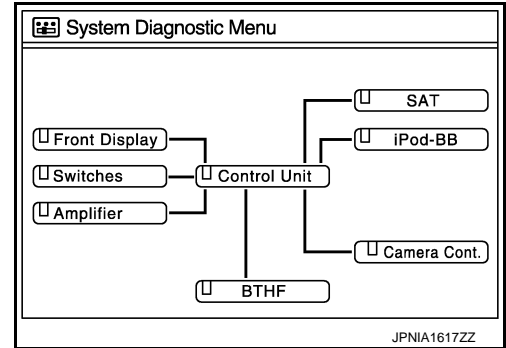 System Diagnostic Menu
SAT
Front Display
iPod-BB
Switches
Control Unit
Amplifier
Camera Cont.
BTHF
JPNIA1617ZZ